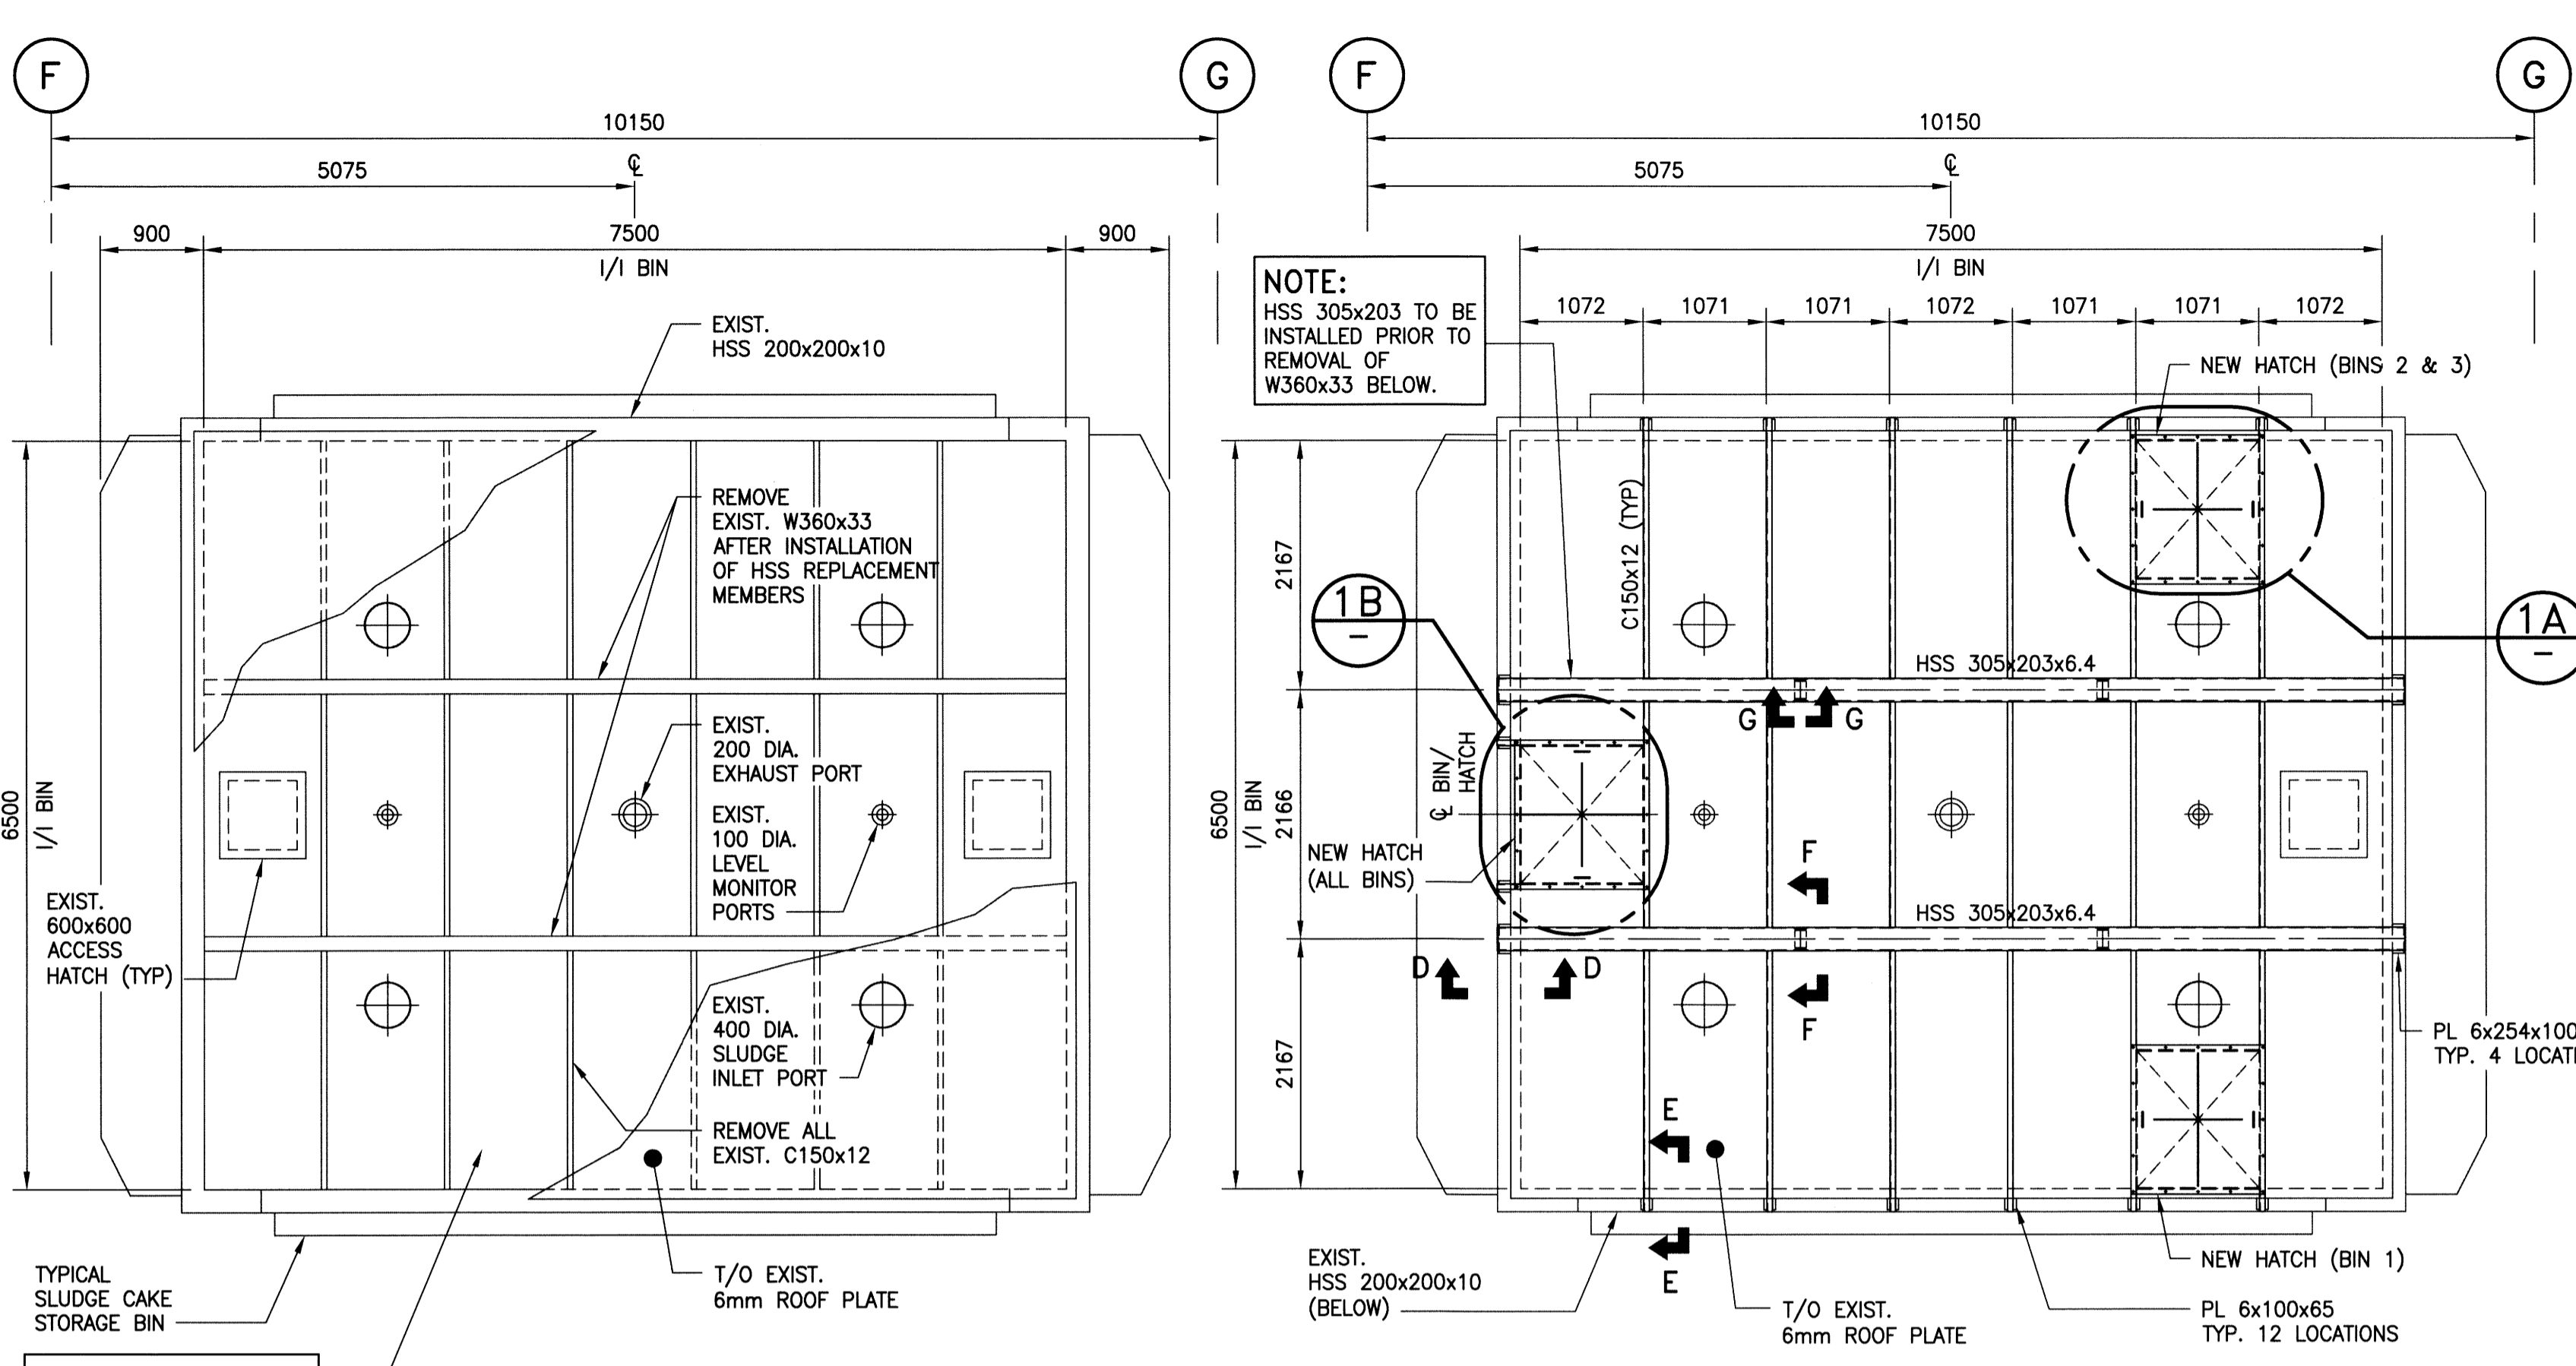 F
G
10150
5075
℄
900
7500
900
I/I BIN
EXIST.
HSS 200x200x10
REMOVE
EXIST. W360x33
AFTER INSTALLATION
OF HSS REPLACEMENT
MEMBERS
EXIST.
200 DIA.
EXHAUST PORT
EXIST.
100 DIA.
LEVEL
MONITOR
PORTS
6500
I/I BIN
EXIST.
600x600
ACCESS
HATCH (TYP)
EXIST.
400 DIA.
SLUDGE
INLET PORT
REMOVE ALL
EXIST. C150x12
TYPICAL
SLUDGE CAKE
STORAGE BIN
T/O EXIST.
6mm ROOF PLATE
F
G
10150
5075
℄
7500
I/I BIN
NOTE:
HSS 305x203 TO BE
INSTALLED PRIOR TO
REMOVAL OF
W360x33 BELOW.
1072
1071
1071
1072
1071
1071
1072
NEW HATCH (BINS 2 & 3)
C150x12 (TYP)
2167
1B
–
1A
–
HSS 305x203x6.4
G
G
℄ BIN/
HATCH
6500
I/I BIN
2166
NEW HATCH
(ALL BINS)
F
HSS 305x203x6.4
D
D
F
2167
PL 6x254x100
TYP. 4 LOCATI
E
E
NEW HATCH (BIN 1)
EXIST.
HSS 200x200x10
(BELOW)
T/O EXIST.
6mm ROOF PLATE
PL 6x100x65
TYP. 12 LOCATIONS